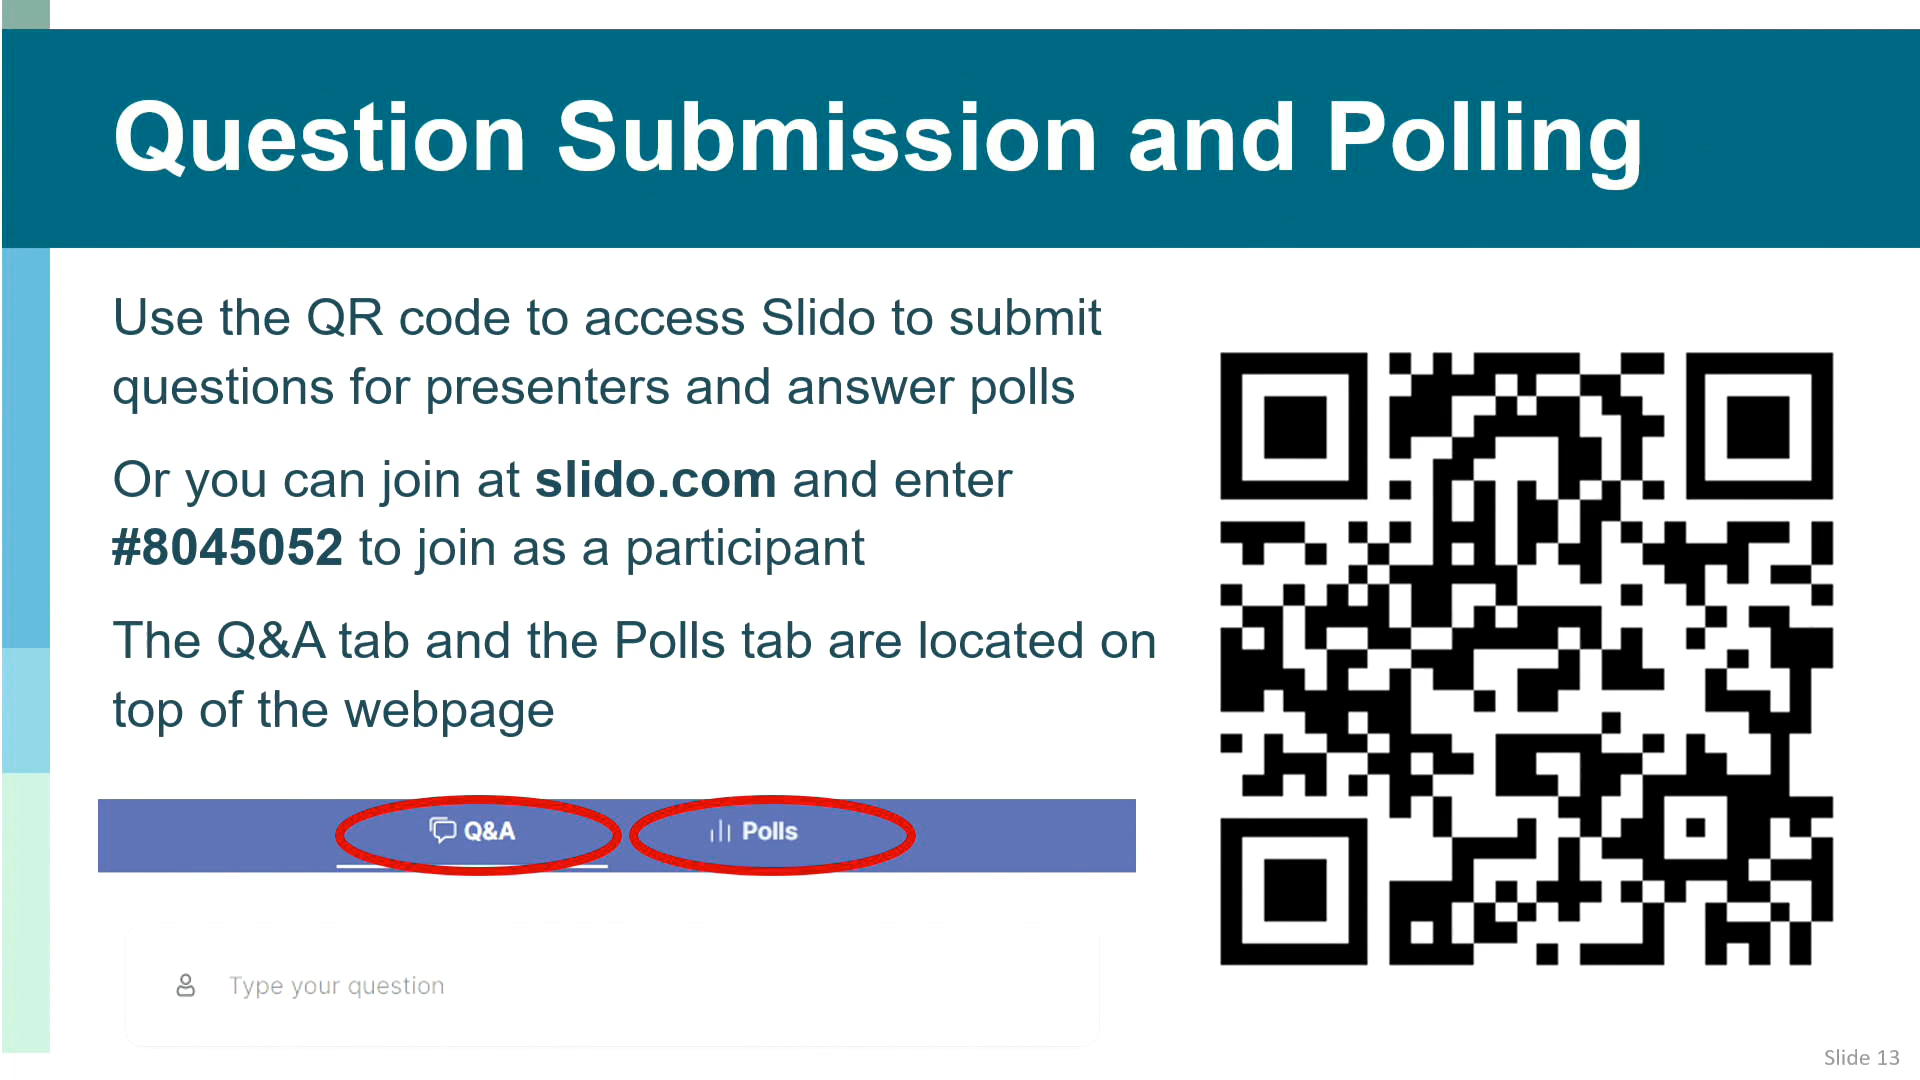 Question Submission and Polling
Use the QR code to access Slido to submit
questions for presenters and answer polls
Or you can join at slido.com and enter
#8045052 to join as a participant
The Q&A tab and the Polls tab are located on
top of the webpage
Q&A Polls
Type your question
Slide 13